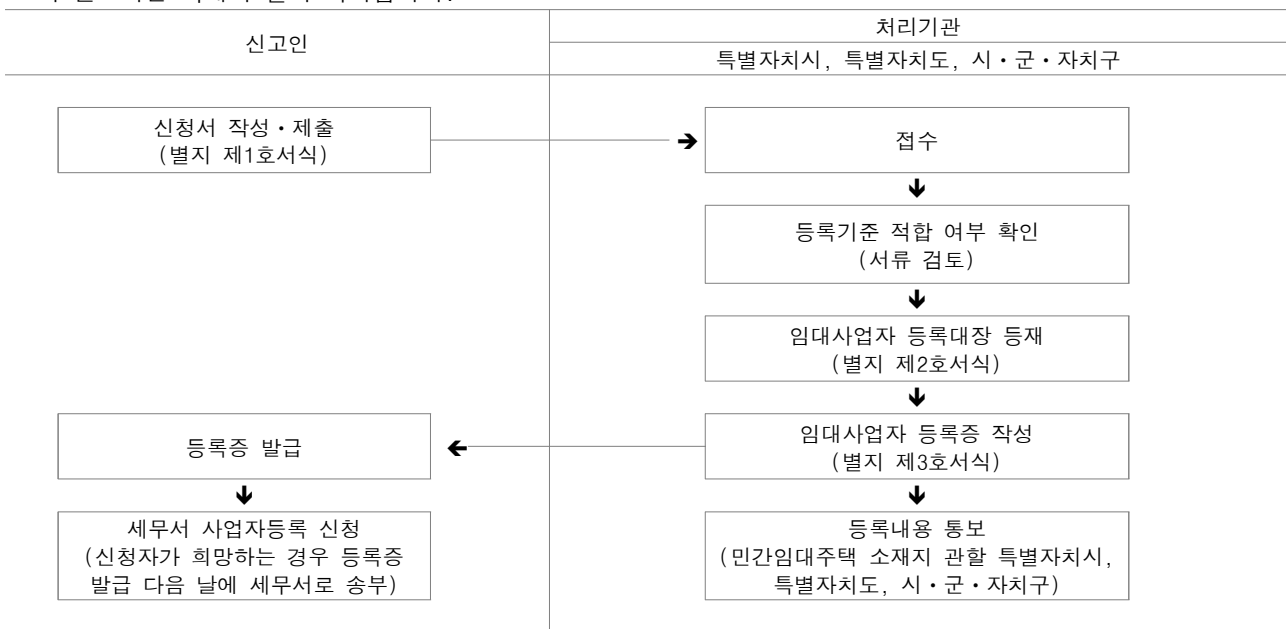 신고인
처리기관
특별자치시, 특별자치도, 시・군・자치구
신청서 작성・제출
(별지 제1호서식)
➔
접수
등록기준 적합 여부 확인
(서류 검토)
임대사업자 등록대장 등재
(별지 제2호서식)
등록증 발급
임대사업자 등록증 작성
(별지 제3호서식)
세무서 사업자등록 신청
(신청자가 희망하는 경우 등록증
발급 다음 날에 세무서로 송부)
등록내용 통보
(민간임대주택 소재지 관할 특별자치시,
특별자치도, 시・군・자치구)